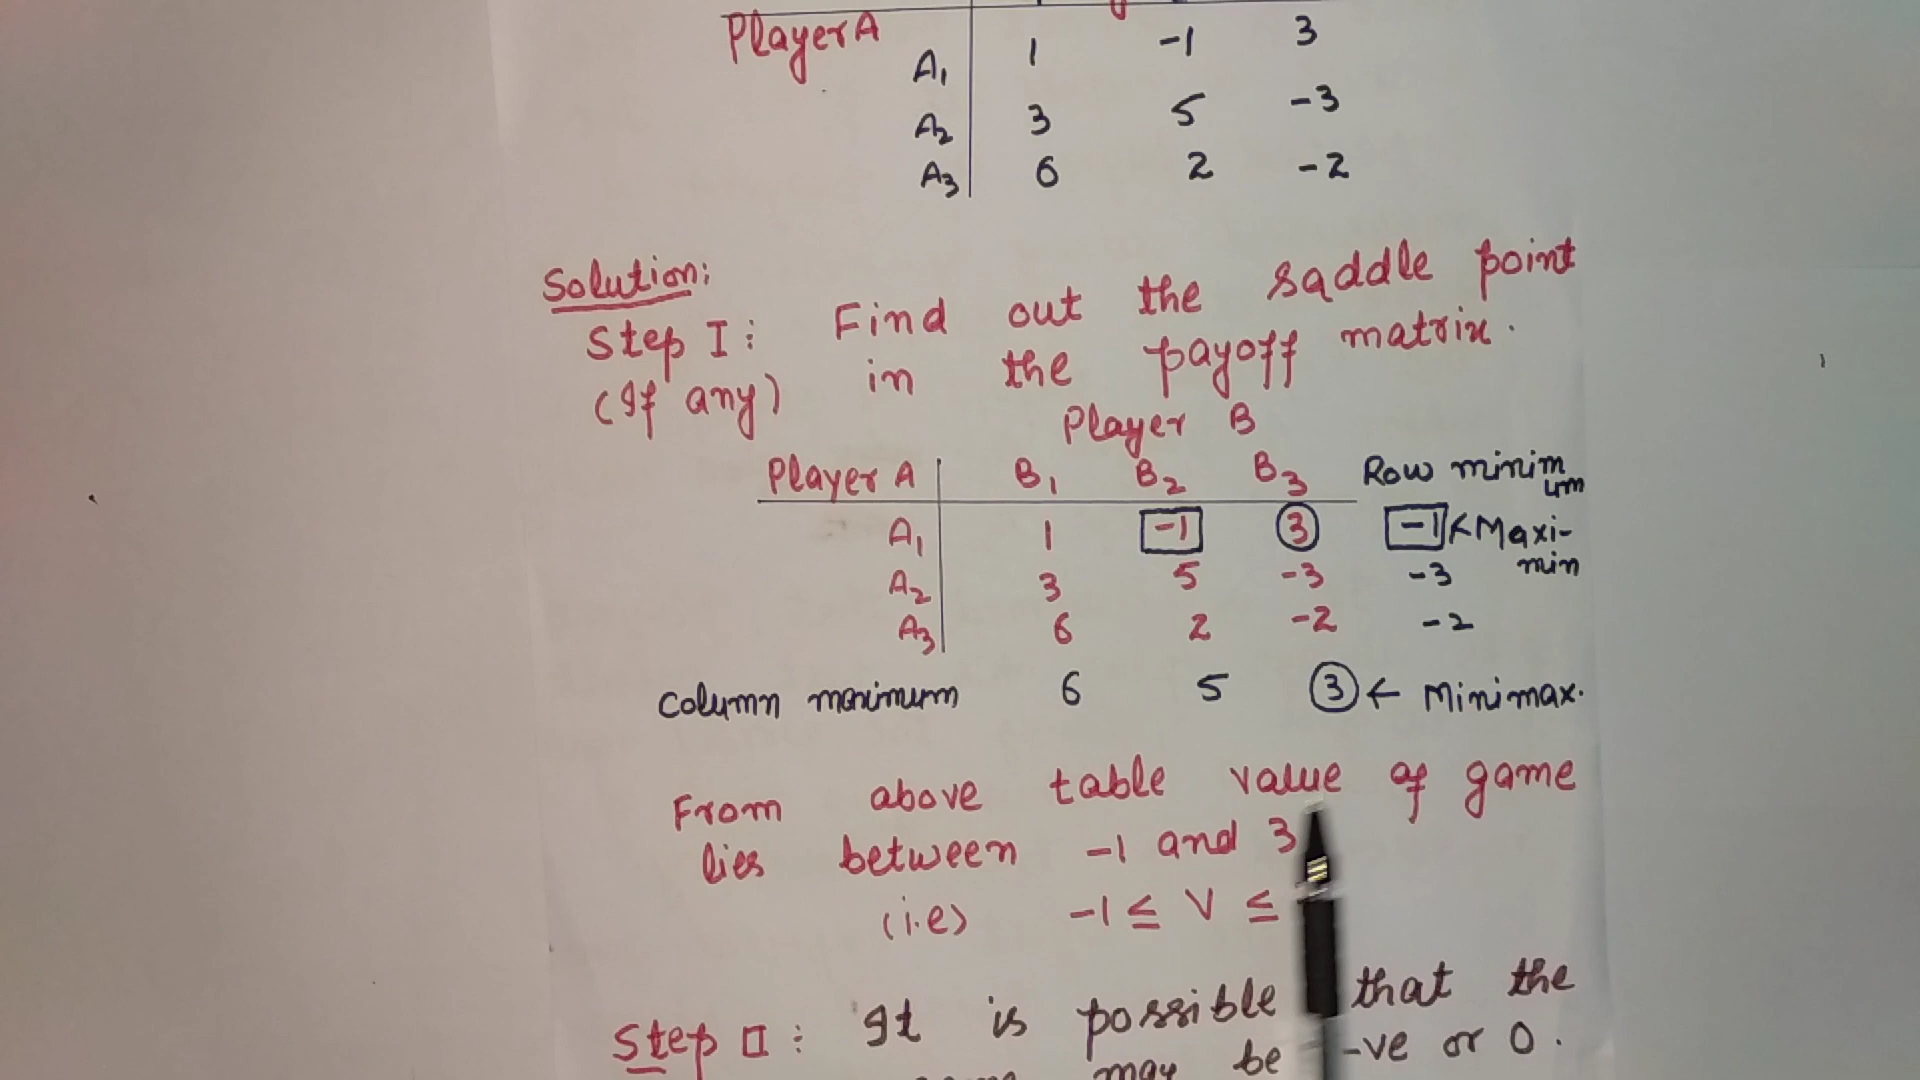 Player A
A1 1 -1 3
A2 3 5 -3
A3 6 2 -2
Solution:
Step I: Find out the saddle point
(If any) in the payoff matrix.
Player B
Player A B1 B2 B3 Row minimum
A1 1 -1 3 -1 ← Maxi-
min
A2 3 5 -3 -3
A3 6 2 -2 -2
Column maximum 6 5 3 ← Minimax.
From above table value of game
lies between -1 and 3
(i.e) -1 ≤ V ≤
Step II: It is possible that the
may be -ve or 0.